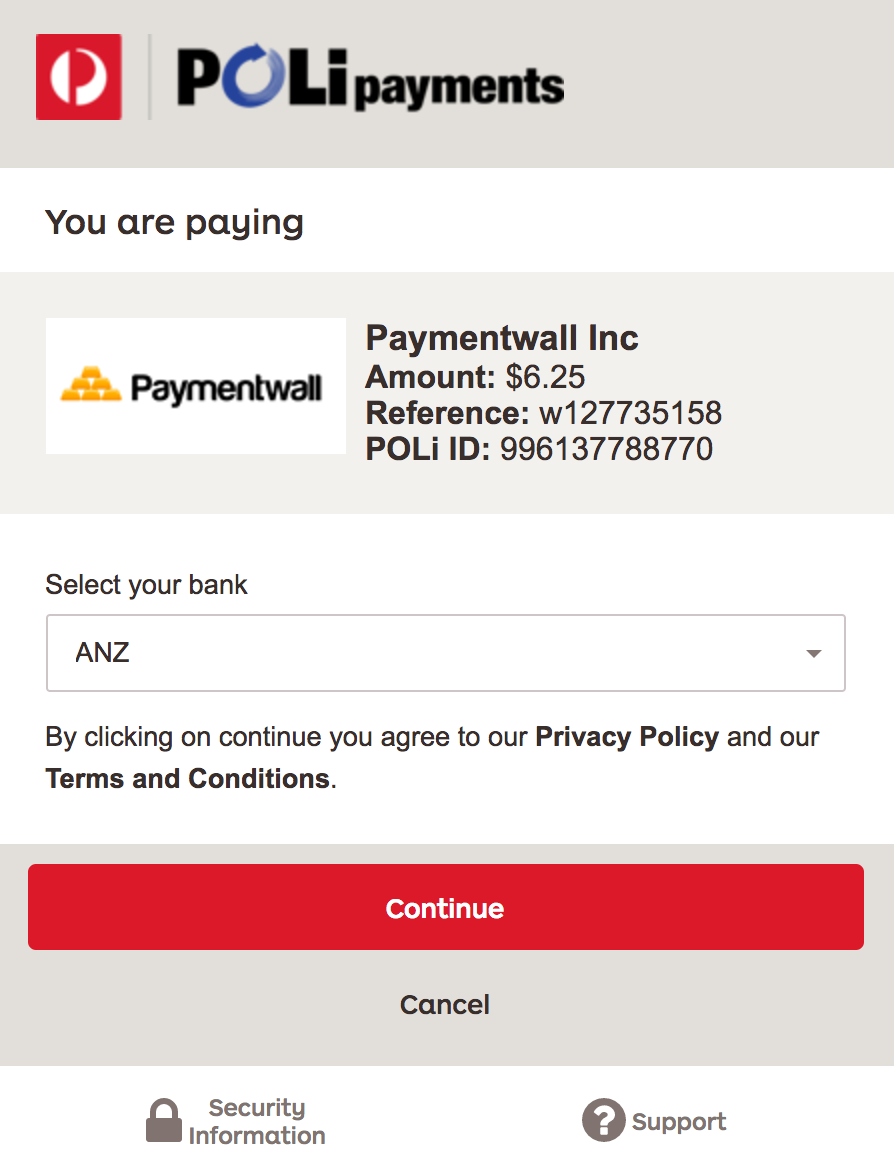 POLi payments
You are paying
Paymentwall
Paymentwall Inc
Amount: $6.25
Reference: w127735158
POLi ID: 996137788770
Select your bank
ANZ
By clicking on continue you agree to our Privacy Policy and our
Terms and Conditions.
Continue
Cancel
Security
Information
? Support